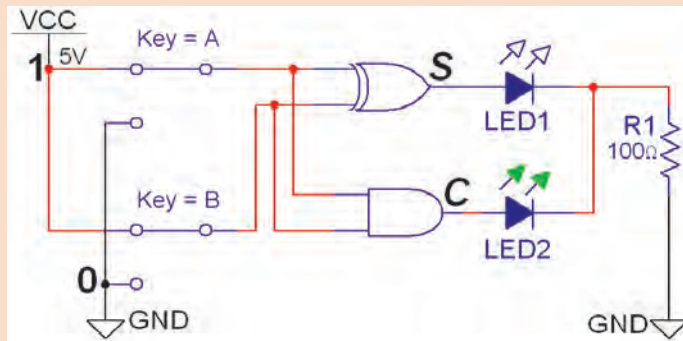 VCC
5V
1
Key = A
S
LED1
R1
100Ω
Key = B
C
LED2
0
GND
GND